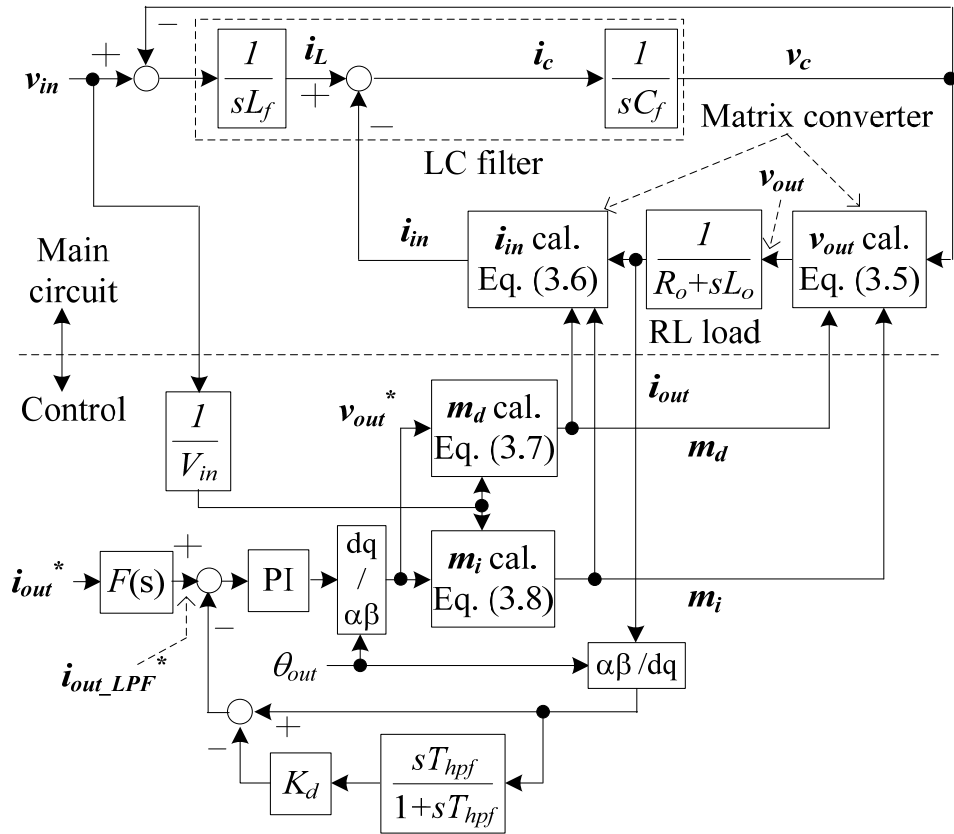 −
+
v_in
1
sL_f
i_L
+
−
i_c
1
sC_f
v_c
LC filter
Matrix converter
v_out
i_in
i_in cal.
Eq. (3.6)
1
R_o+sL_o
v_out cal.
Eq. (3.5)
Main
circuit
RL load
Control
i_out
1
V_in
v_out*
m_d cal.
Eq. (3.7)
m_d
i_out*
F(s)
+
−
PI
dq
/
αβ
m_i cal.
Eq. (3.8)
m_i
i_out_LPF*
θ_out
αβ /dq
+
−
K_d
sT_hpf
1+sT_hpf